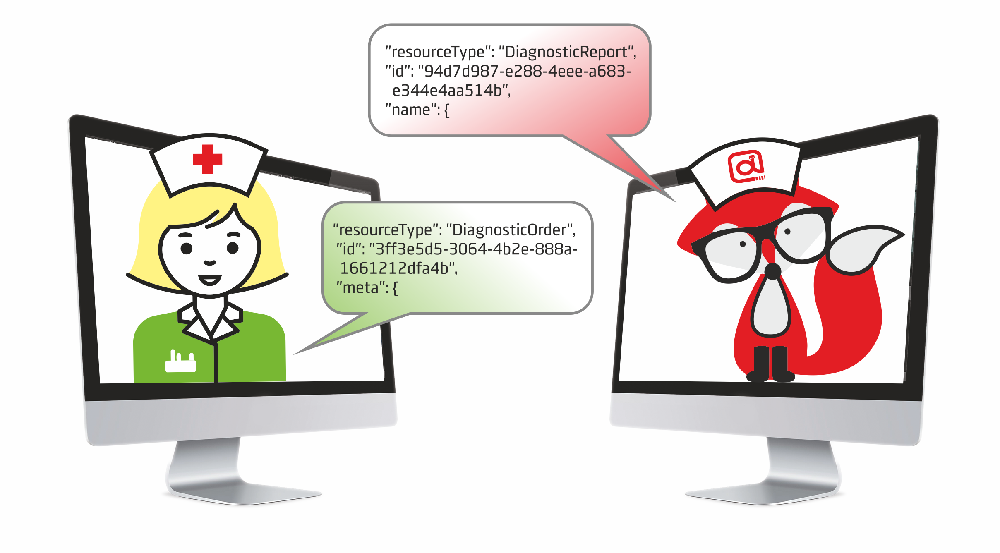 "resourceType": "DiagnosticReport",
"id": "94d7d987-e288-4eee-a683-
e344e4aa514b",
"name": {
"resourceType": "DiagnosticOrder",
"id": "3ff3e5d5-3064-4b2e-888a-
1661212dfa4b",
"meta": {